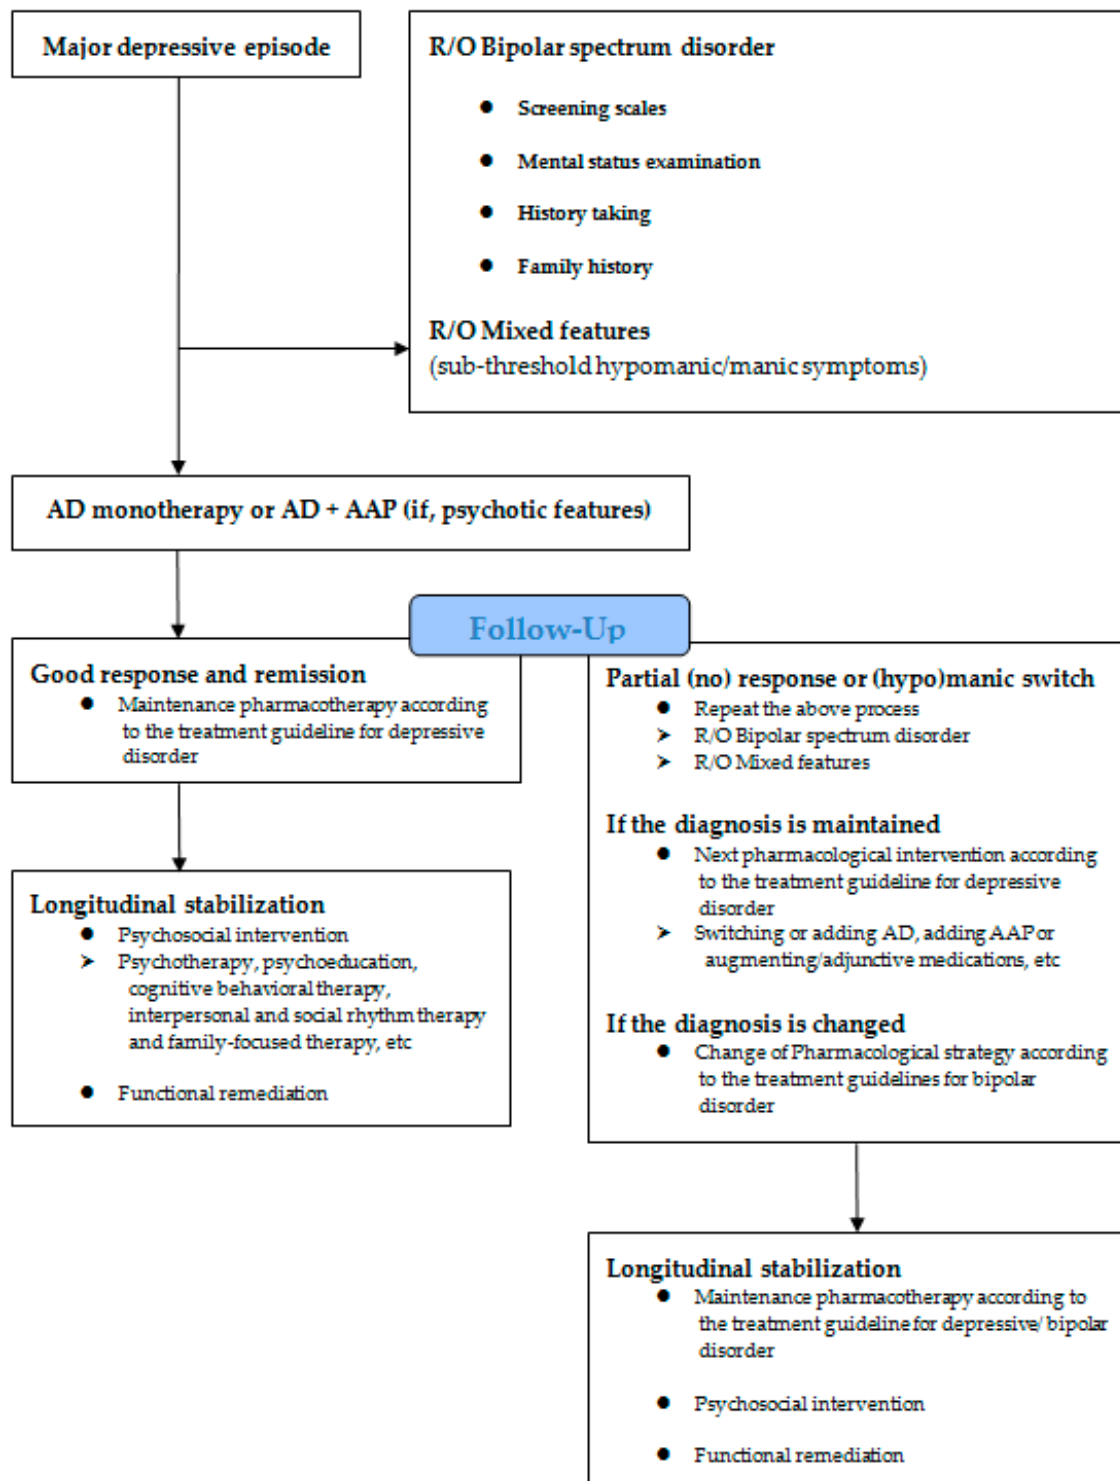 Major depressive episode
R/O Bipolar spectrum disorder
● Screening scales
● Mental status examination
● History taking
● Family history
R/O Mixed features
(sub-threshold hypomanic/manic symptoms)
AD monotherapy or AD + AAP (if, psychotic features)
Follow-Up
Good response and remission
● Maintenance pharmacotherapy according
to the treatment guideline for depressive
disorder
Longitudinal stabilization
● Psychosocial intervention
➤ Psychotherapy, psychoeducation,
cognitive behavioral therapy,
interpersonal and social rhythm therapy
and family-focused therapy, etc
● Functional remediation
Partial (no) response or (hypo)manic switch
● Repeat the above process
➤ R/O Bipolar spectrum disorder
➤ R/O Mixed features
If the diagnosis is maintained
● Next pharmacological intervention according
to the treatment guideline for depressive
disorder
➤ Switching or adding AD, adding AAP or
augmenting/adjunctive medications, etc
If the diagnosis is changed
● Change of Pharmacological strategy according
to the treatment guidelines for bipolar
disorder
Longitudinal stabilization
● Maintenance pharmacotherapy according to
the treatment guideline for depressive/ bipolar
disorder
● Psychosocial intervention
● Functional remediation